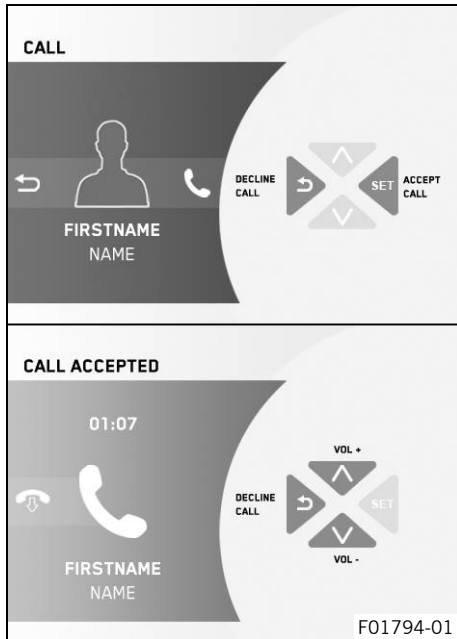 CALL
DECLINE
CALL
SET
ACCEPT
CALL
FIRSTNAME
NAME
CALL ACCEPTED
01:07
VOL +
DECLINE
CALL
SET
VOL -
FIRSTNAME
NAME
F01794-01